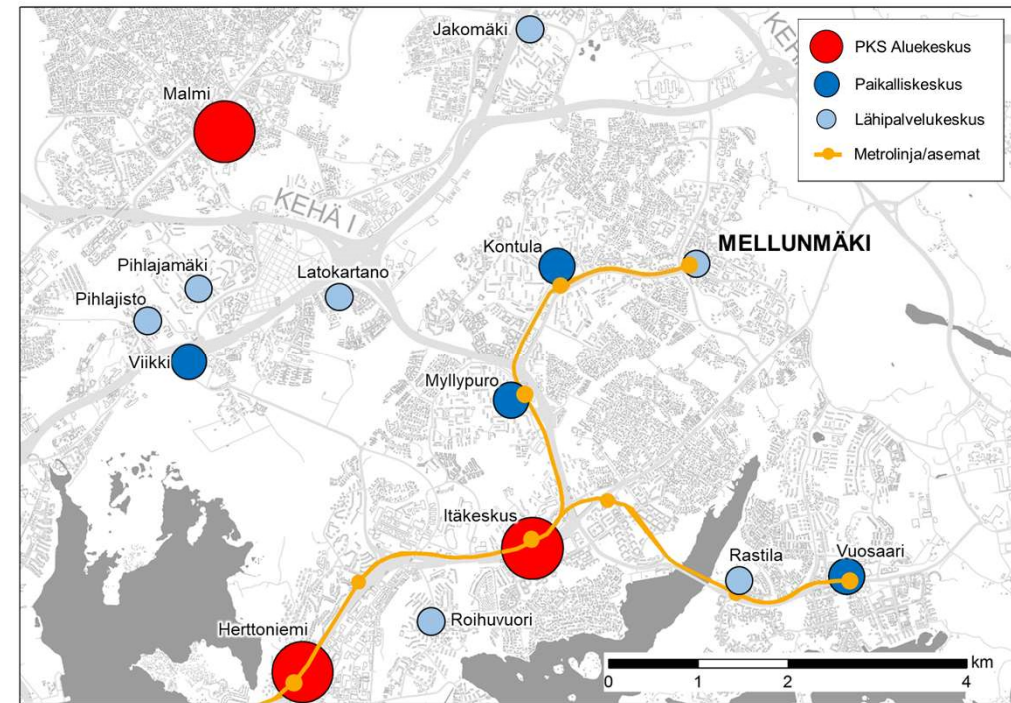 Jakomäki
KEH
PKS Aluekeskus
Paikalliskeskus
Lähipalvelukeskus
Metrolinja/asemat
Malmi
KEHÄ I
MELLUNMÄKI
Kontula
Pihlajamäki
Latokartano
Pihlajisto
Viikki
Myllypuro
Itäkeskus
Rastila
Vuosaari
Roihuvuori
Herttoniemi
km
0 1 2 4